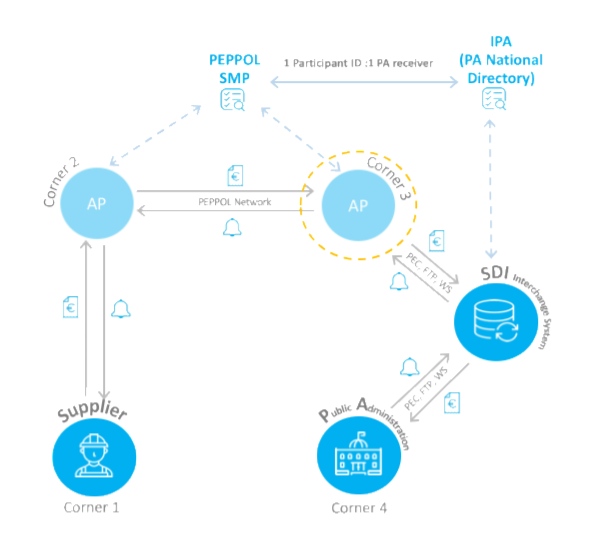 IPA
(PA National
Directory)
PEPPOL
SMP
1 Participant ID :1 PA receiver
Corner 2
Corner 3
AP
AP
PEPPOL Network
€
€
PEC, FTP, WS
SDI Interchange System
€
PEC, FTP, WS
€
Supplier
Public Administration
Corner 1
Corner 4